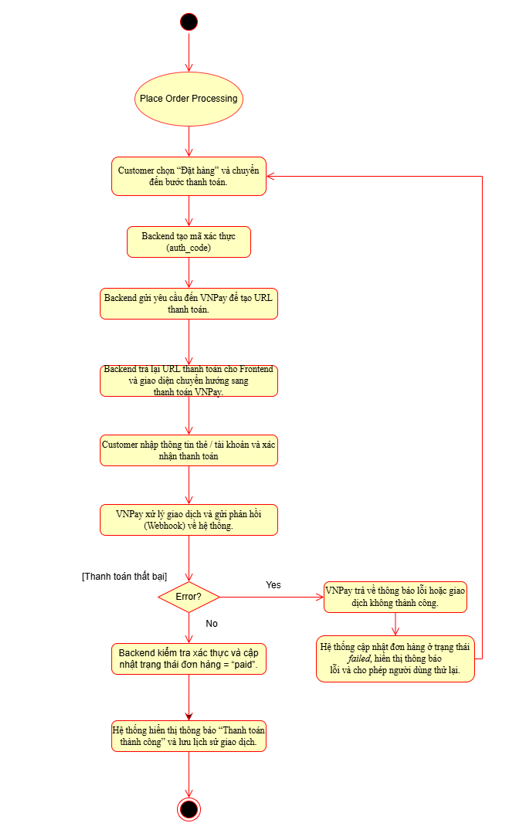 Place Order Processing
Customer chọn “Đặt hàng” và chuyển
đến bước thanh toán.
Backend tạo mã xác thực
(auth_code)
Backend gửi yêu cầu đến VNPay để tạo URL
thanh toán.
Backend trả lại URL thanh toán cho Frontend
và giao diện chuyển hướng sang
thanh toán VNPay.
Customer nhập thông tin thẻ / tài khoản và xác
nhận thanh toán
VNPay xử lý giao dịch và gửi phản hồi
(Webhook) về hệ thống.
[Thanh toán thất bại]
Error?
Yes
No
VNPay trả về thông báo lỗi hoặc giao
dịch không thành công.
Hệ thống cập nhật đơn hàng ở trạng thái
failed, hiển thị thông báo
lỗi và cho phép người dùng thử lại.
Backend kiểm tra xác thực và cập
nhật trạng thái đơn hàng = “paid”.
Hệ thống hiển thị thông báo “Thanh toán
thành công” và lưu lịch sử giao dịch.